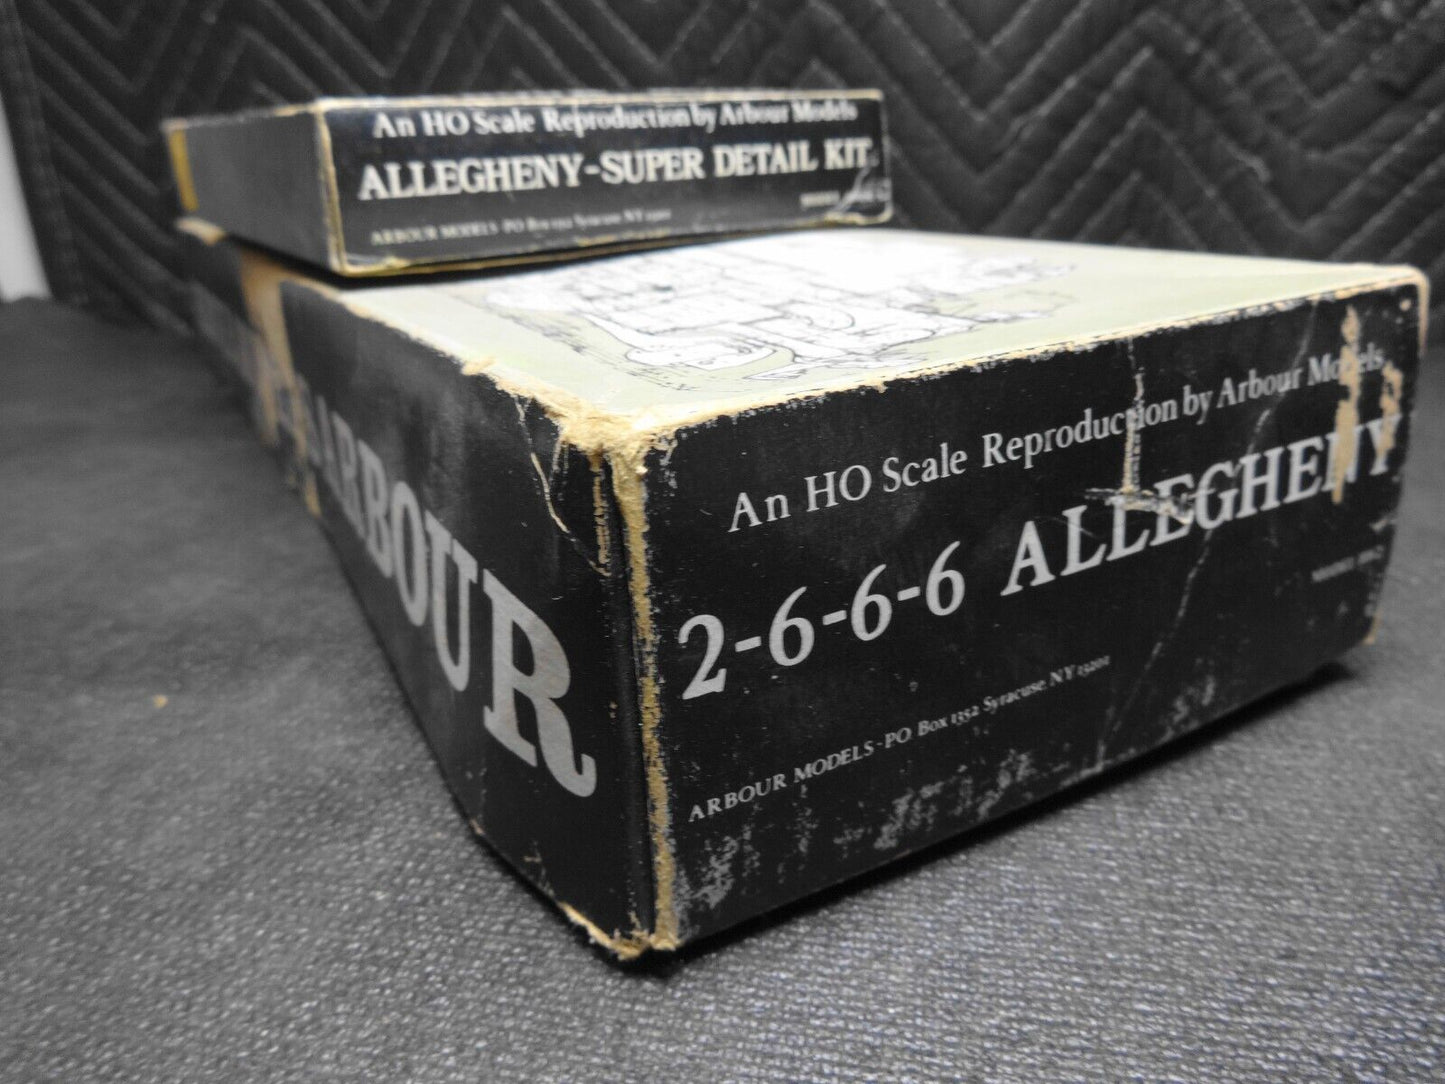 An HO Scale Reproduction by Arbour Models
ALLEGHENY-SUPER DETAIL KIT
ARBOUR MODELS-PO Box 1352 Syracuse NY 13201
ARBOUR
An HO Scale Reproduction by Arbour Models
2-6-6-6 ALLEGHENY
MODEL
ARBOUR MODELS-PO Box 1352 Syracuse NY 13201